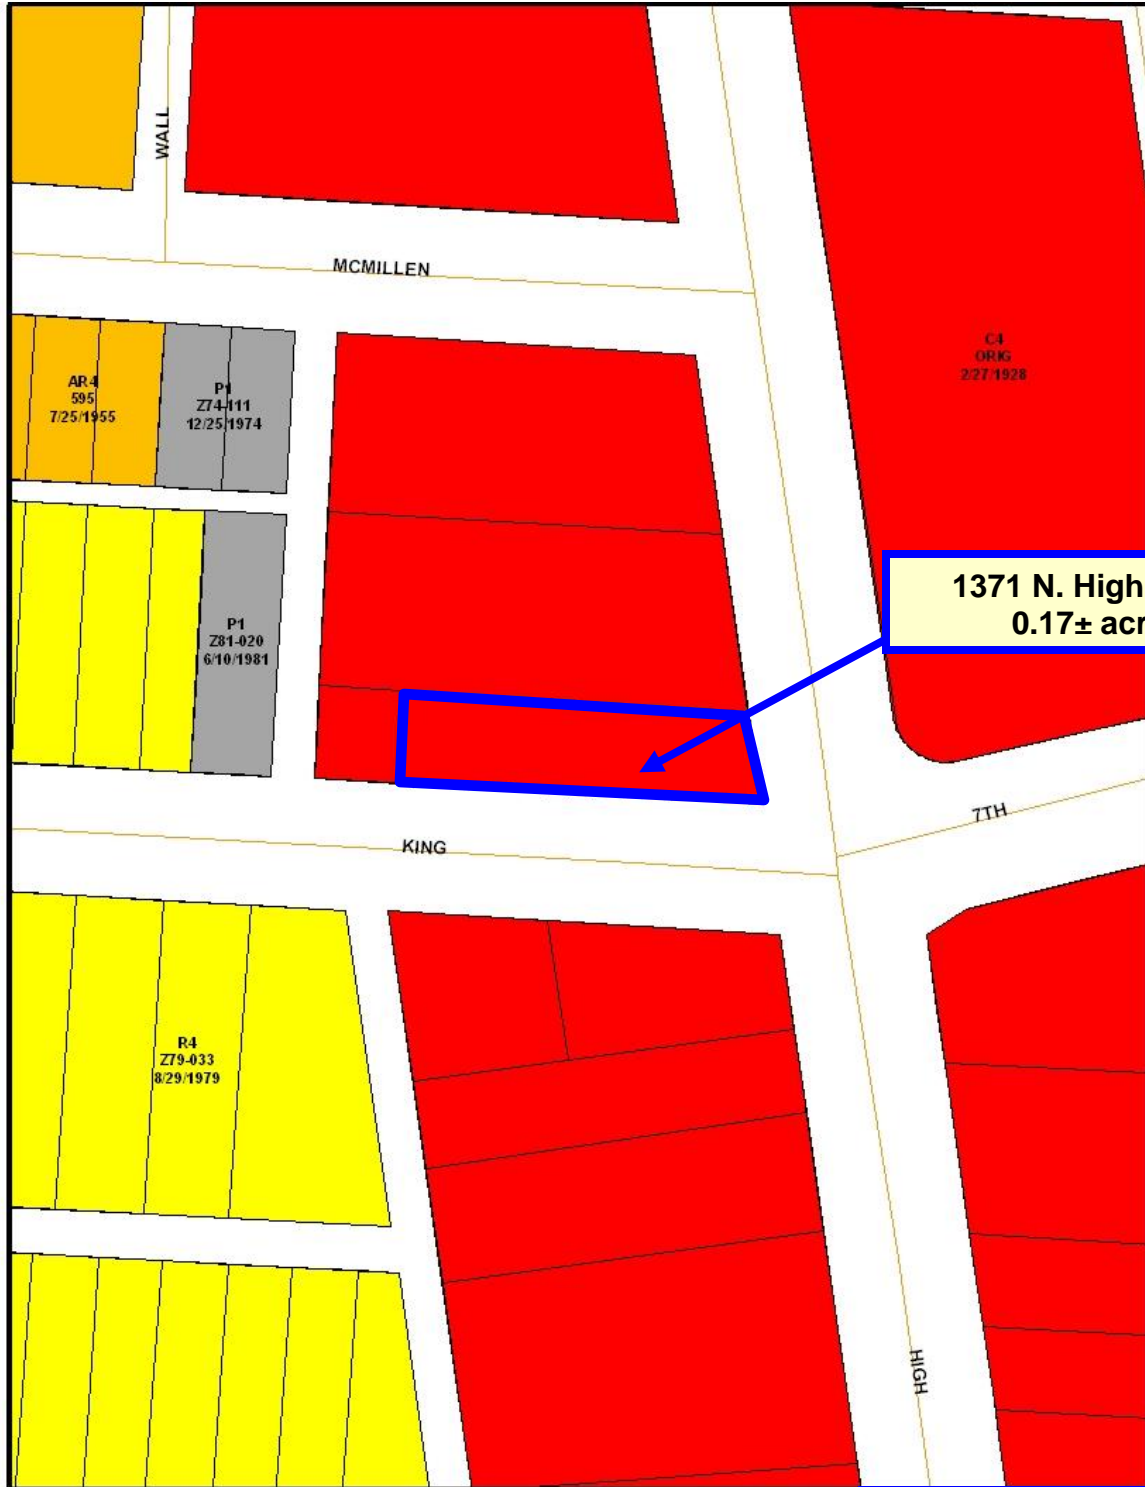 WALL
MCMILLEN
C4
ORIG
2/27/1928
AR4
595
7/25/1955
P1
Z74-111
12/25/1974
1371 N. High
0.17± acr
P1
Z81-020
6/10/1981
7TH
KING
R4
Z79-033
8/29/1979
HIGH